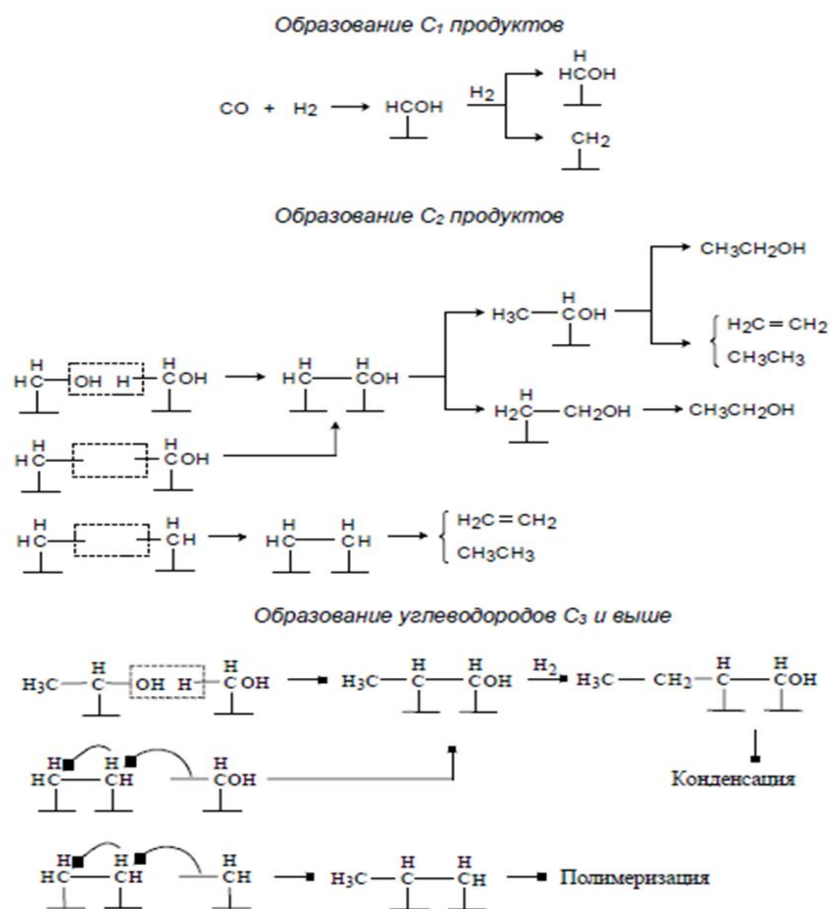 Образование C₁ продуктов
H
HCOH
CO + H₂ HCOH H₂
CH₂
Образование C₂ продуктов
CH₃CH₂OH
H
H₃C COH
H₂C=CH₂
CH₃CH₃
H H H H
HC OH H COH HC COH
H
H₂C CH₂OH CH₃CH₂OH
H H
HC COH
H H H H
HC CH HC CH H₂C=CH₂
CH₃CH₃
Образование углеводородов C₃ и выше
H H H H H₂ H H
H₃C C OH H COH H₃C C COH H₃C CH₂ COH
H H H
HC CH COH
Конденсация
H H H H H
HC CH CH H₃C C CH Полимеризация